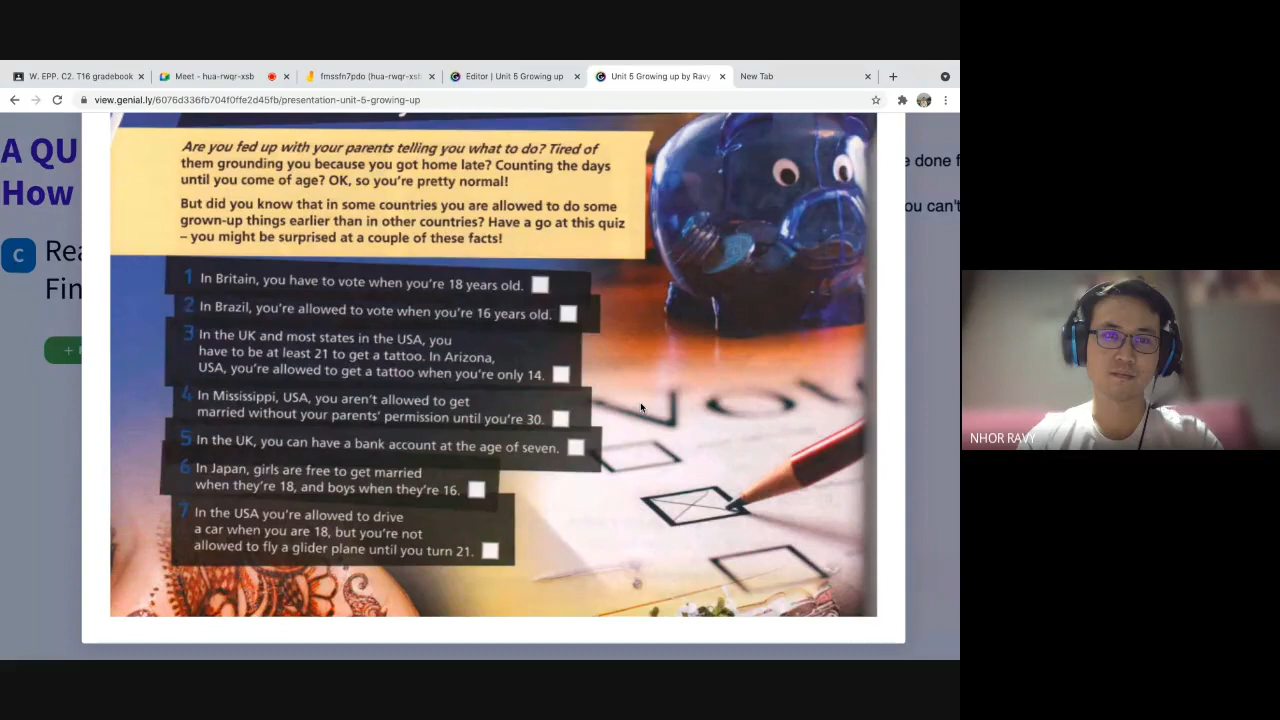 W. EPP. C2. T16 gradebook
Meet - hua-rwqr-xsb
fmssfn7pdo (hua-rwqr-xsb
Editor | Unit 5 Growing up
Unit 5 Growing up by Ravy
New Tab
view.genial.ly/6076d336fb704f0ffe2d45fb/presentation-unit-5-growing-up
A QU
How
C
Rea
Fin
e done f
ou can't
Are you fed up with your parents telling you what to do? Tired of
them grounding you because you got home late? Counting the days
until you come of age? OK, so you're pretty normal!
But did you know that in some countries you are allowed to do some
grown-up things earlier than in other countries? Have a go at this quiz
– you might be surprised at a couple of these facts!
1 In Britain, you have to vote when you're 18 years old.
2 In Brazil, you're allowed to vote when you're 16 years old.
3 In the UK and most states in the USA, you
have to be at least 21 to get a tattoo. In Arizona,
USA, you're allowed to get a tattoo when you're only 14.
4 In Mississippi, USA, you aren't allowed to get
married without your parents' permission until you're 30.
5 In the UK, you can have a bank account at the age of seven.
6 In Japan, girls are free to get married
when they're 18, and boys when they're 16.
7 In the USA you're allowed to drive
a car when you are 18, but you're not
allowed to fly a glider plane until you turn 21.
NHOR RAVY